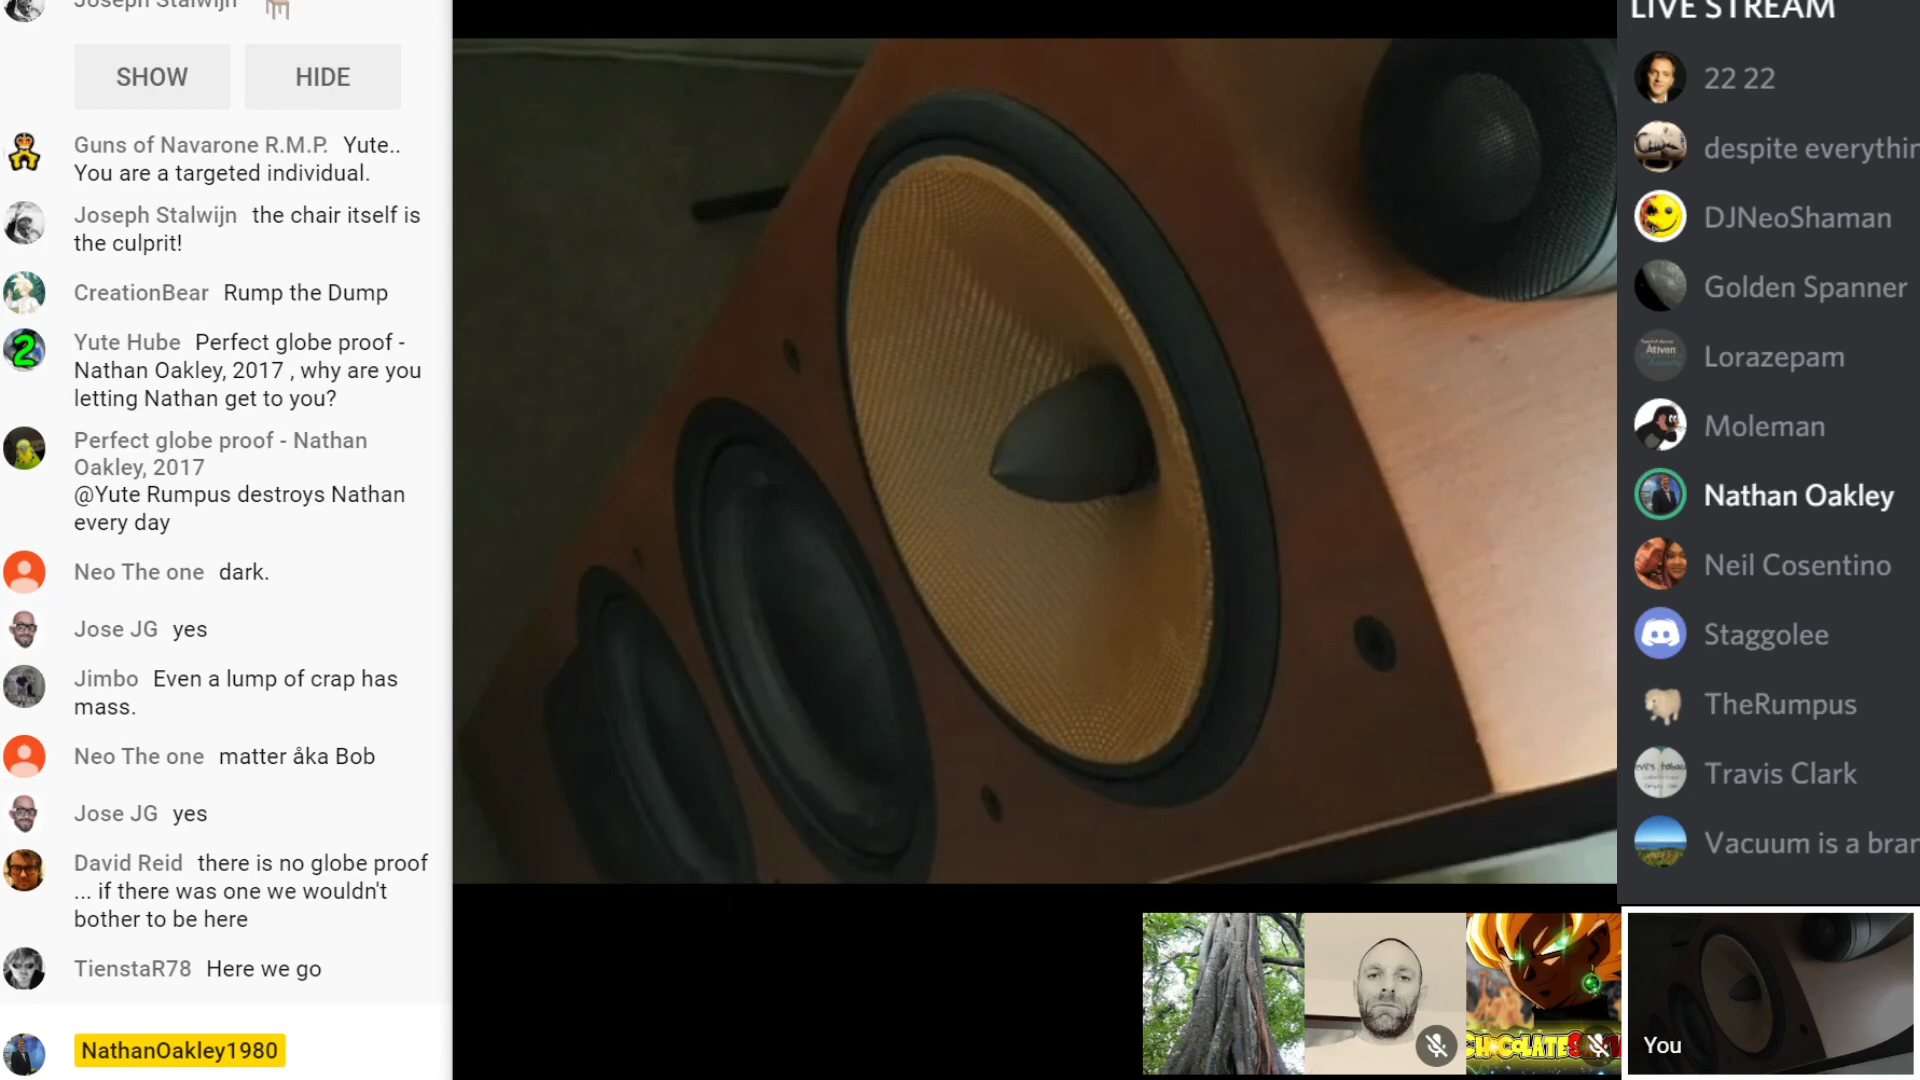 Joseph Stalwijn
SHOW HIDE
Guns of Navarone R.M.P. Yute..
You are a targeted individual.
Joseph Stalwijn the chair itself is
the culprit!
CreationBear Rump the Dump
Yute Hube Perfect globe proof -
Nathan Oakley, 2017 , why are you
letting Nathan get to you?
Perfect globe proof - Nathan
Oakley, 2017
@Yute Rumpus destroys Nathan
every day
Neo The one dark.
Jose JG yes
Jimbo Even a lump of crap has
mass.
Neo The one matter åka Bob
Jose JG yes
David Reid there is no globe proof
... if there was one we wouldn't
bother to be here
TienstaR78 Here we go
NathanOakley1980
LIVE STREAM
22 22
despite everythin
DJNeoShaman
Golden Spanner
Lorazepam
Ativan
Moleman
Nathan Oakley
Neil Cosentino
Staggolee
TheRumpus
Travis Clark
Vacuum is a bran
You